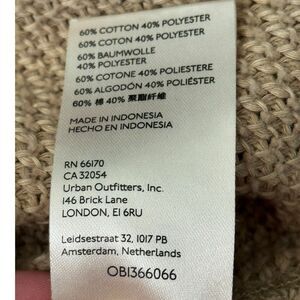 60% COTTON 40% POLYESTER
60% COTON 40% POLYESTER
60% BAUMWOLLE
40% POLYESTER
60% COTONE 40% POLIESTERE
60% ALGODÓN 40% POLIÉSTER
60% 棉 40% 聚脂纤维
MADE IN INDONESIA
HECHO EN INDONESIA
RN 66170
CA 32054
Urban Outfitters, Inc.
146 Brick Lane
LONDON, E1 6RU
Leidsestraat 32, 1017 PB
Amsterdam, Netherlands
OBI366066